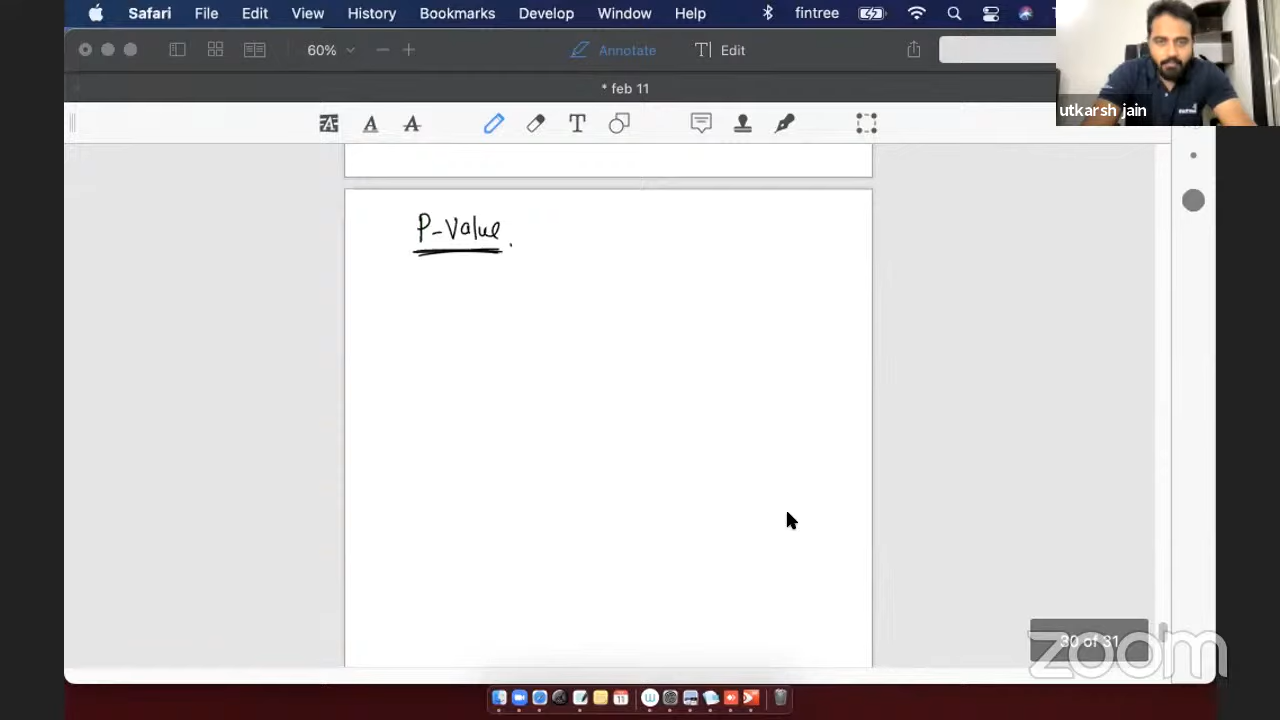 Safari File Edit View History Bookmarks Develop Window Help fintree
60% Annotate T Edit
* feb 11
A A A T
utkarsh jain
P-Value.
30 of 31
zoom
11 W